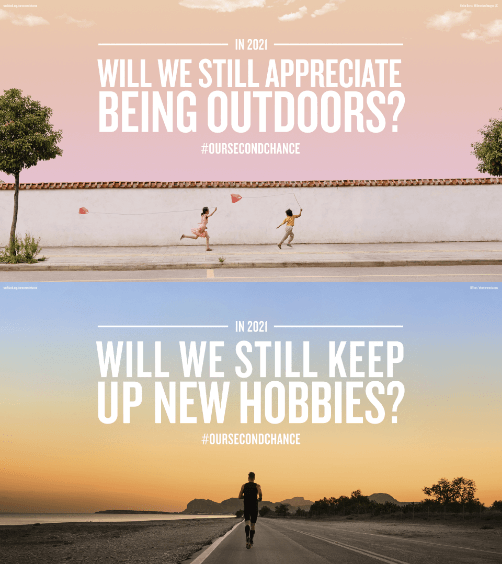 IN 2021
WILL WE STILL APPRECIATE
BEING OUTDOORS?
#OURSECONDCHANCE
IN 2021
WILL WE STILL KEEP
UP NEW HOBBIES?
#OURSECONDCHANCE